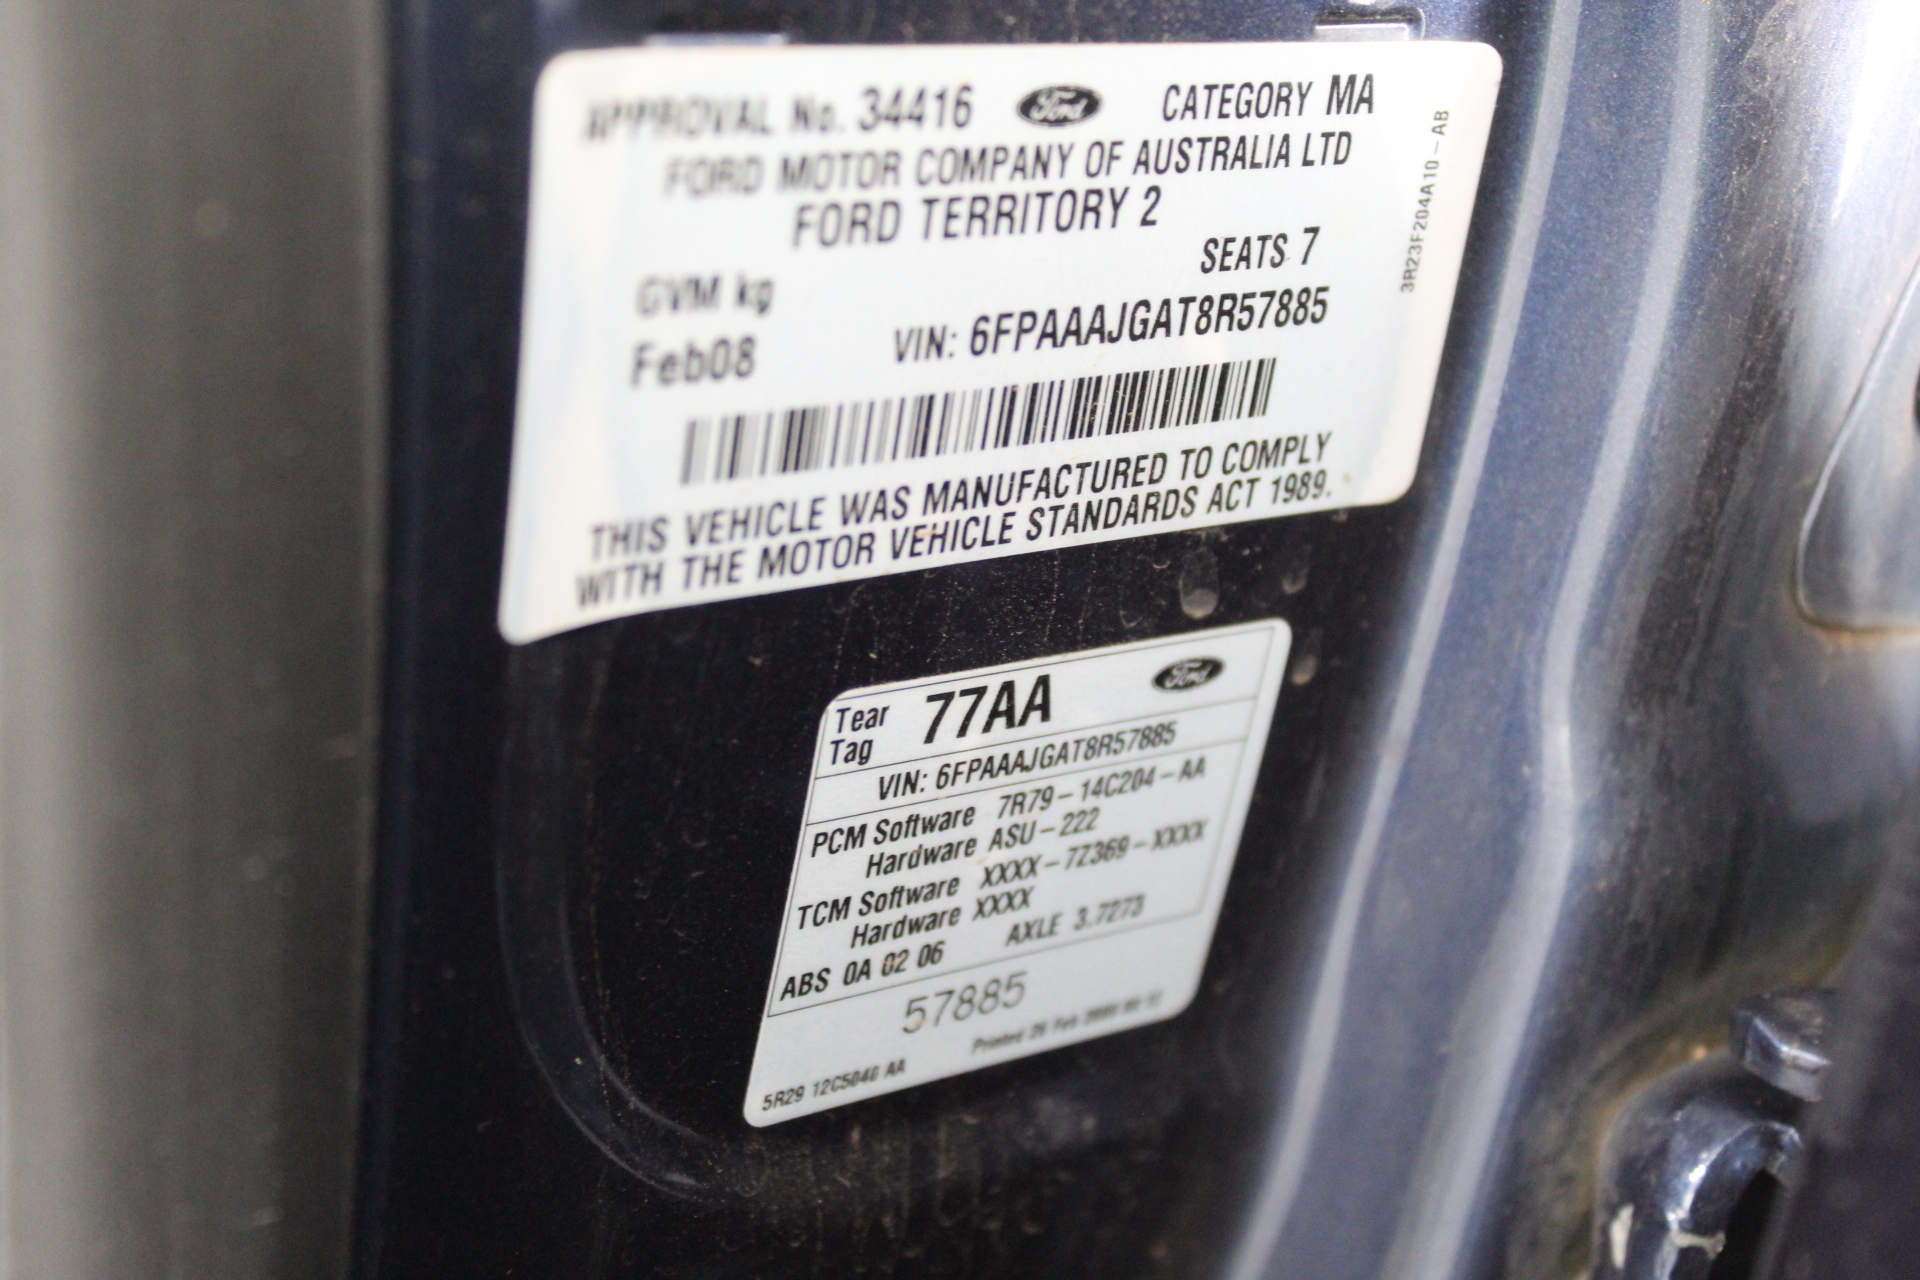 APPROVAL No. 34416 Ford CATEGORY MA
FORD MOTOR COMPANY OF AUSTRALIA LTD
FORD TERRITORY 2
SEATS 7
GVM kg
Feb08 VIN: 6FPAAAJGAT8R57885
THIS VEHICLE WAS MANUFACTURED TO COMPLY
WITH THE MOTOR VEHICLE STANDARDS ACT 1989.
3R23F204A10-AB
Tear Tag 77AA Ford
VIN: 6FPAAAJGAT8R57885
PCM Software 7R79-14C204-AA
Hardware ASU-222
TCM Software XXXX-7Z369-XXXX
Hardware XXXX
ABS 0A 02 06 AXLE 3.7273
57885
Printed Feb
5R29 12C5040 AA